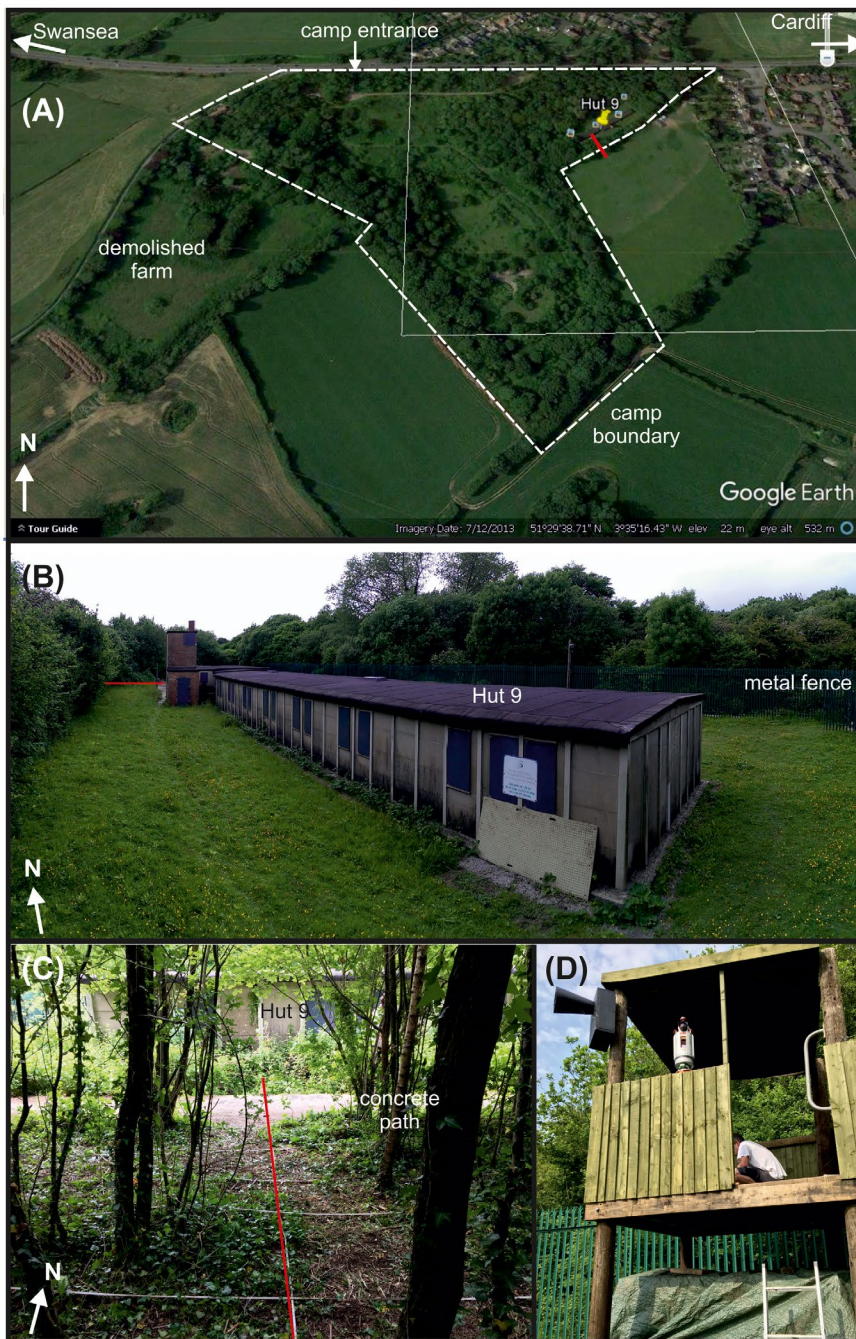 Swansea
camp entrance
Cardiff
(A)
Hut 9
demolished
farm
camp
boundary
N
Google Earth
Tour Guide
Imagery Date: 7/12/2013 51°29'38.71" N 3°35'16.43" W elev 22 m eye alt 532 m
(B)
Hut 9
metal fence
N
(C)
Hut 9
concrete
path
N
(D)